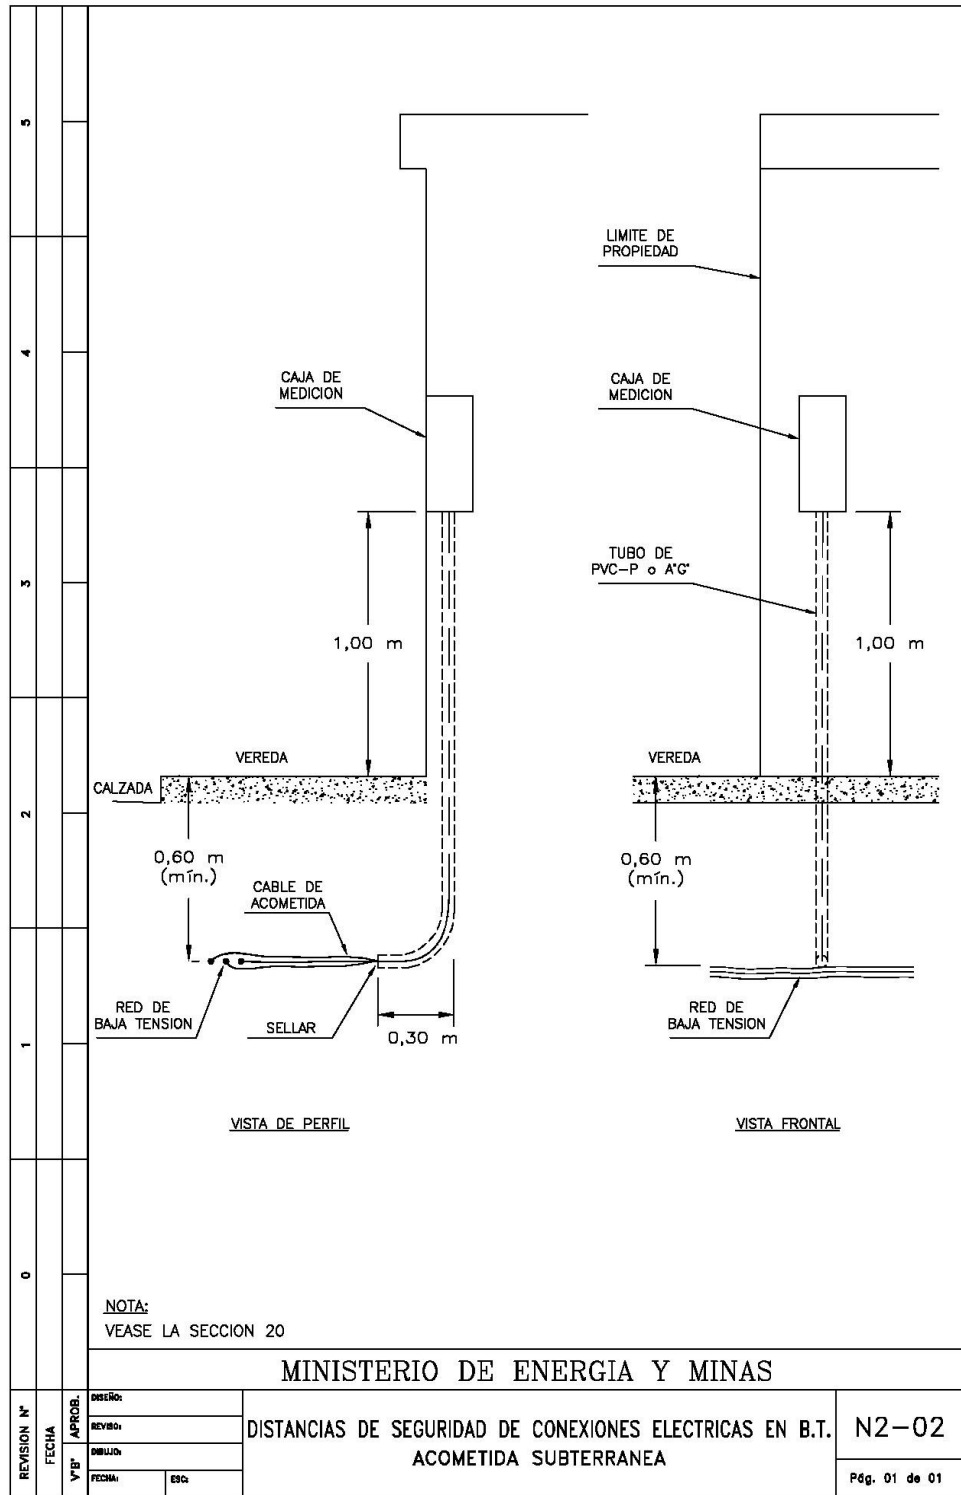 5
4
3
2
1
0
REVISION N°
FECHA
V°B° APROB.
LIMITE DE
PROPIEDAD
CAJA DE
MEDICION
CAJA DE
MEDICION
TUBO DE
PVC-P o A°G°
1,00 m
1,00 m
VEREDA
VEREDA
CALZADA
0,60 m
(mín.)
0,60 m
(mín.)
CABLE DE
ACOMETIDA
RED DE
BAJA TENSION
SELLAR
0,30 m
RED DE
BAJA TENSION
VISTA DE PERFIL
VISTA FRONTAL
NOTA:
VEASE LA SECCION 20
MINISTERIO DE ENERGIA Y MINAS
DISEÑO:
REVISO:
DIBUJO:
FECHA:
ESC:
DISTANCIAS DE SEGURIDAD DE CONEXIONES ELECTRICAS EN B.T.
ACOMETIDA SUBTERRANEA
N2-02
Pág. 01 de 01